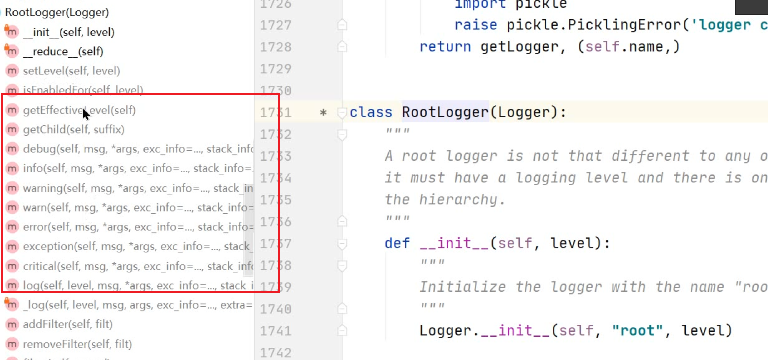 RootLogger(Logger)
__init__(self, level)
__reduce__(self)
setLevel(self, level)
isEnabledFor(self, level)
getEffectiveLevel(self)
getChild(self, suffix)
debug(self, msg, *args, exc_info=..., stack_info
info(self, msg, *args, exc_info=..., stack_info=
warning(self, msg, *args, exc_info=..., stack_in
warn(self, msg, *args, exc_info=..., stack_info=
error(self, msg, *args, exc_info=..., stack_info
exception(self, msg, *args, exc_info=..., stack_
critical(self, msg, *args, exc_info=..., stack_in
log(self, level, msg, *args, exc_info=..., stack_i
_log(self, level, msg, args, exc_info=..., extra=
addFilter(self, filt)
removeFilter(self, filt)
1726 import pickle
1727 raise pickle.PicklingError('logger c
1728 return getLogger, (self.name,)
1729
1730
1731 * class RootLogger(Logger):
1732 """
1733 A root logger is not that different to any o
1734 it must have a logging level and there is on
1735 the hierarchy.
1736 """
1737 def __init__(self, level):
1738 """
1739 Initialize the logger with the name "roo
1740 """
1741 Logger.__init__(self, "root", level)
1742